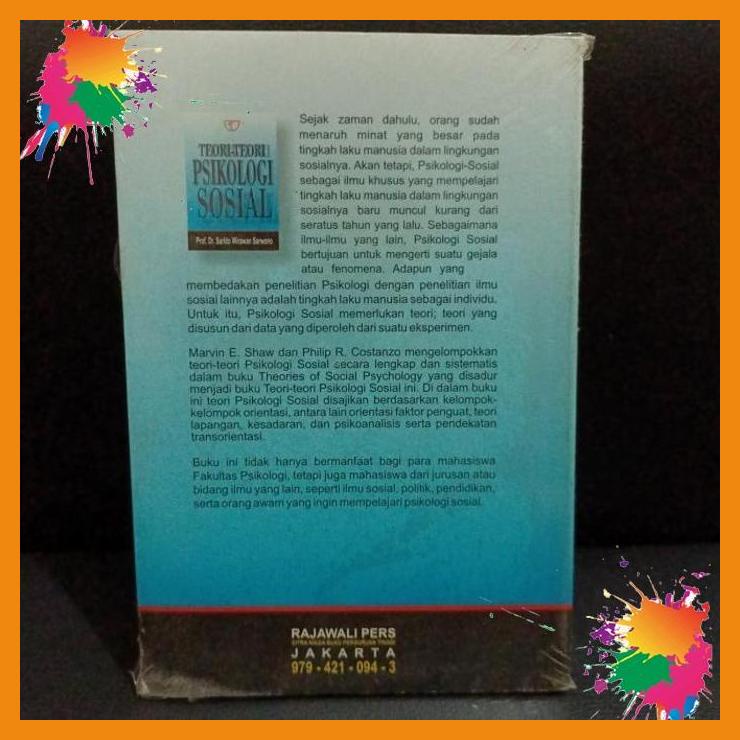 TEORI-TEORI
PSIKOLOGI
SOSIAL
Prof. Dr. Sarlito Wirawan Sarwono
Sejak zaman dahulu, orang sudah
menaruh minat yang besar pada
tingkah laku manusia dalam lingkungan
sosialnya. Akan tetapi, Psikologi-Sosial
sebagai ilmu khusus yang mempelajari
tingkah laku manusia dalam lingkungan
sosialnya baru muncul kurang dari
seratus tahun yang lalu. Sebagaimana
ilmu-ilmu yang lain, Psikologi Sosial
bertujuan untuk mengerti suatu gejala
atau fenomena. Adapun yang
membedakan penelitian Psikologi dengan penelitian ilmu
sosial lainnya adalah tingkah laku manusia sebagai individu.
Untuk itu, Psikologi Sosial memerlukan teori; teori yang
disusun dari data yang diperoleh dari suatu eksperimen.
Marvin E. Shaw dan Philip R. Costanzo mengelompokkan
teori-teori Psikologi Sosial secara lengkap dan sistematis
dalam buku Theories of Social Psychology yang disadur
menjadi buku Teori-teori Psikologi Sosial ini. Di dalam buku
ini teori Psikologi Sosial disajikan berdasarkan kelompok-
kelompok orientasi, antara lain orientasi faktor penguat, teori
lapangan, kesadaran, dan psikoanalisis serta pendekatan
transorientasi.
Buku ini tidak hanya bermanfaat bagi para mahasiswa
Fakultas Psikologi, tetapi juga mahasiswa dari jurusan atau
bidang ilmu yang lain, seperti ilmu sosial, politik, pendidikan,
serta orang awam yang ingin mempelajari psikologi sosial.
RAJAWALI PERS
CITRA NIAGA BUKU PERGURUAN TINGGI
JAKARTA
979 - 421 - 094 - 3